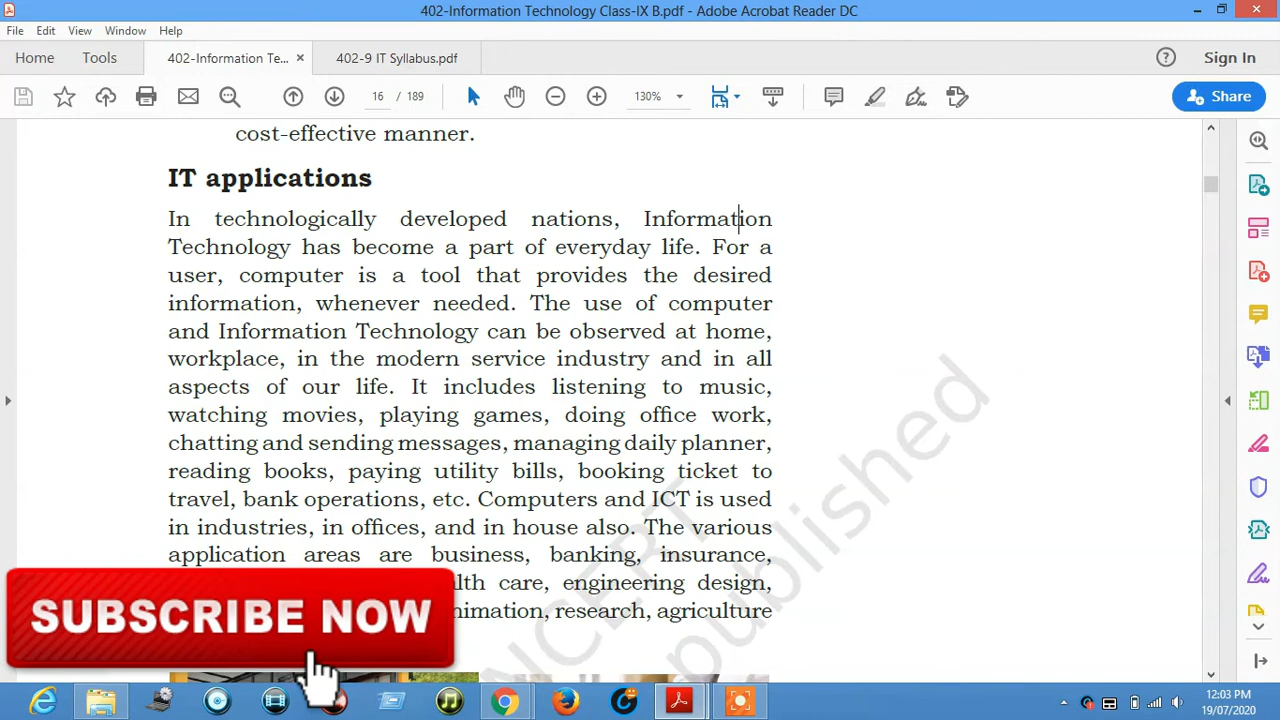 402-Information Technology Class-IX B.pdf - Adobe Acrobat Reader DC
File Edit View Window Help
Home Tools 402-Information Te... × 402-9 IT Syllabus.pdf Sign In
16 / 189 130% Share
cost-effective manner.
IT applications
In technologically developed nations, Information
Technology has become a part of everyday life. For a
user, computer is a tool that provides the desired
information, whenever needed. The use of computer
and Information Technology can be observed at home,
workplace, in the modern service industry and in all
aspects of our life. It includes listening to music,
watching movies, playing games, doing office work,
chatting and sending messages, managing daily planner,
reading books, paying utility bills, booking ticket to
travel, bank operations, etc. Computers and ICT is used
in industries, in offices, and in house also. The various
application areas are business, banking, insurance,
care, engineering design,
research, agriculture
SUBSCRIBE NOW
published
12:03 PM
19/07/2020